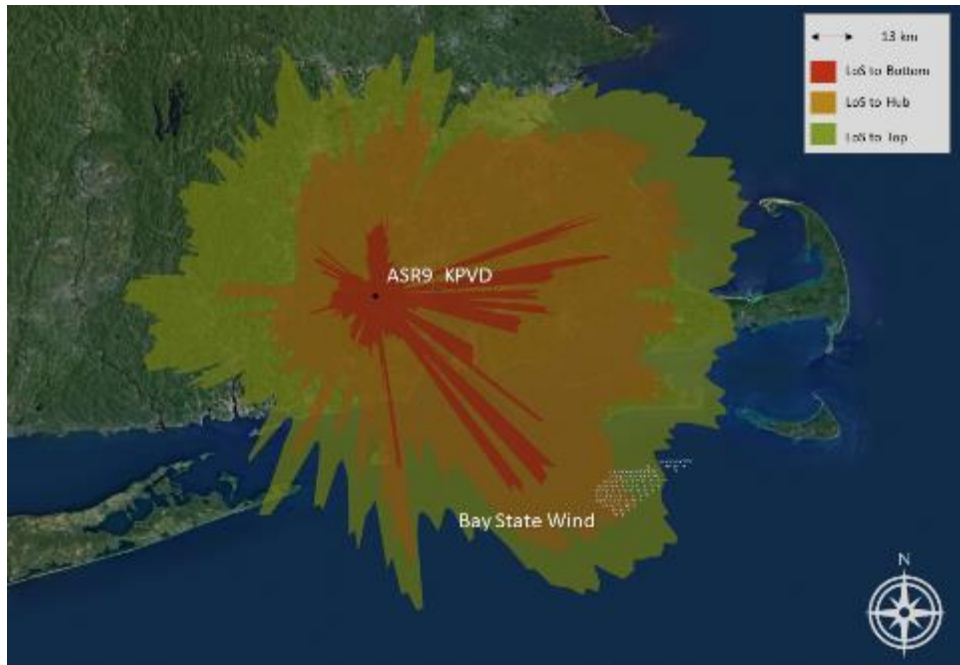 13 km
LoS to Bottom
LoS to Hub
LoS to Top
ASR9 KPVD
Bay State Wind
N